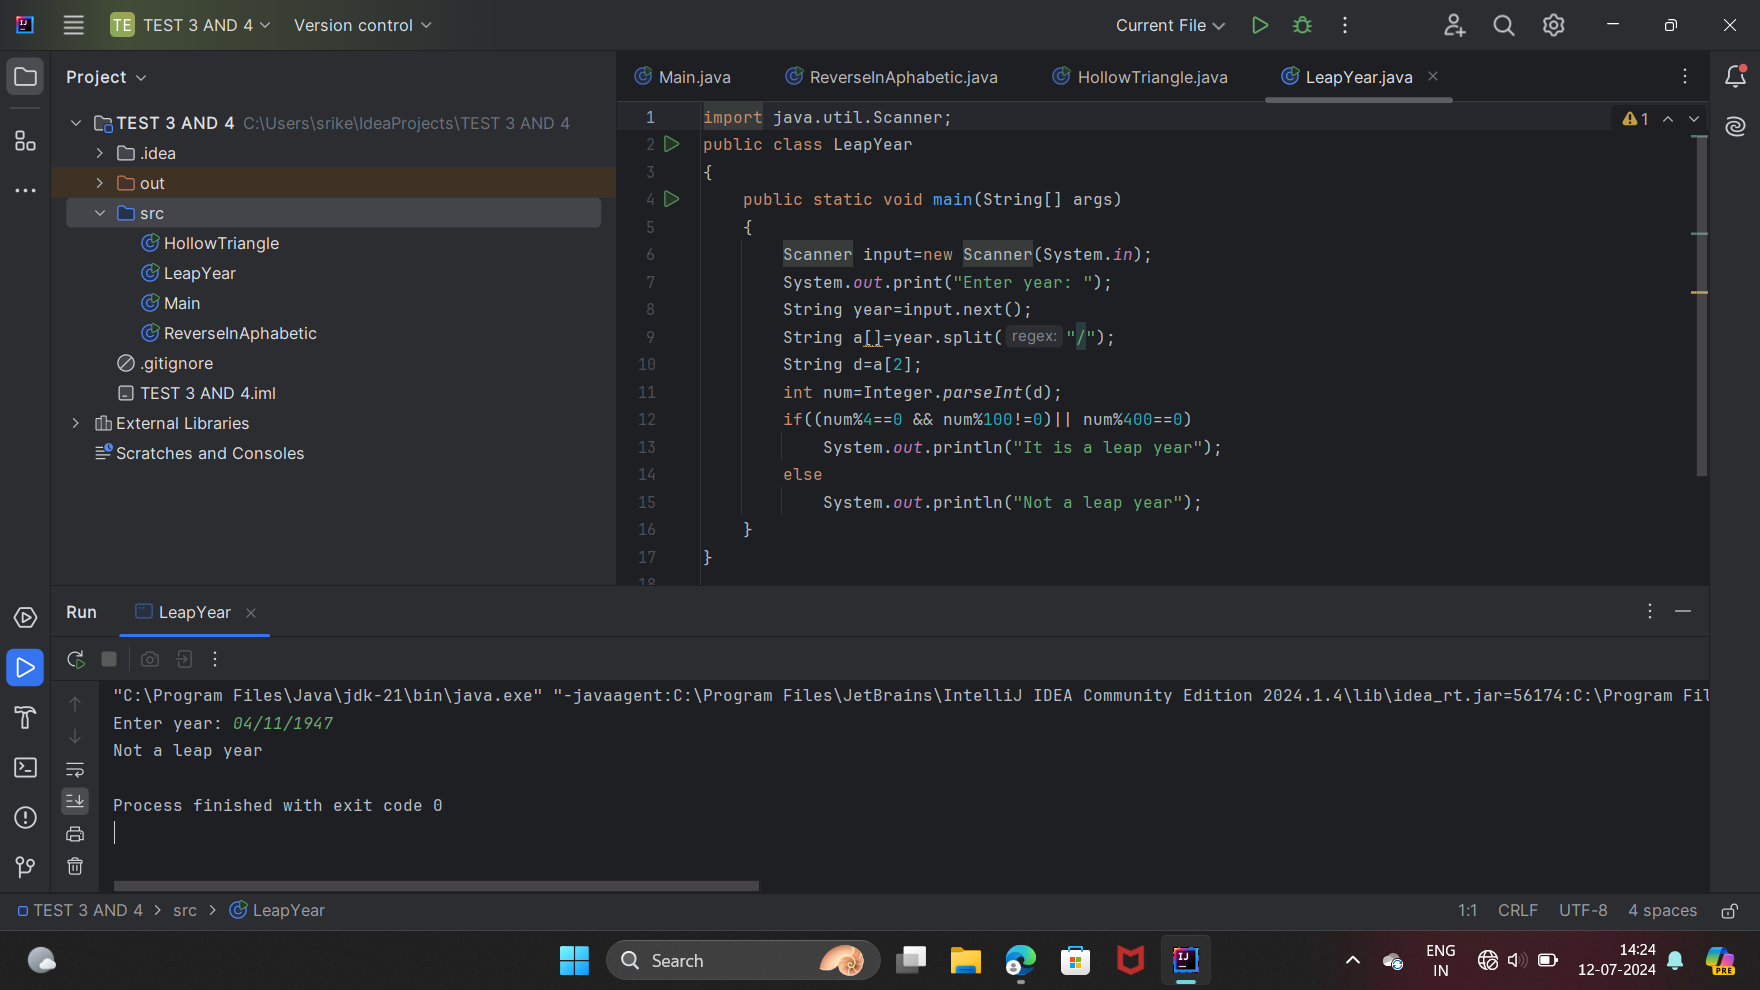 TE TEST 3 AND 4 Version control Current File
Project
TEST 3 AND 4 C:\Users\srike\IdeaProjects\TEST 3 AND 4
.idea
out
src
HollowTriangle
LeapYear
Main
ReverseInAphabetic
.gitignore
TEST 3 AND 4.iml
External Libraries
Scratches and Consoles
Main.java ReverseInAphabetic.java HollowTriangle.java LeapYear.java
1 import java.util.Scanner; 1
2 public class LeapYear
3 {
4 public static void main(String[] args)
5 {
6 Scanner input=new Scanner(System.in);
7 System.out.print("Enter year: ");
8 String year=input.next();
9 String a[]=year.split( regex: "/");
10 String d=a[2];
11 int num=Integer.parseInt(d);
12 if((num%4==0 && num%100!=0)|| num%400==0)
13 System.out.println("It is a leap year");
14 else
15 System.out.println("Not a leap year");
16 }
17 }
18
Run LeapYear
"C:\Program Files\Java\jdk-21\bin\java.exe" "-javaagent:C:\Program Files\JetBrains\IntelliJ IDEA Community Edition 2024.1.4\lib\idea_rt.jar=56174:C:\Program Fil
Enter year: 04/11/1947
Not a leap year
Process finished with exit code 0
TEST 3 AND 4 > src > LeapYear 1:1 CRLF UTF-8 4 spaces
Search
ENG
IN
14:24
12-07-2024
PRE